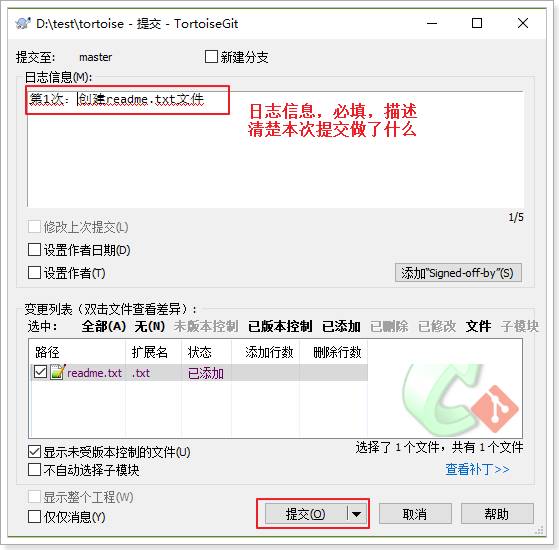 D:\test\tortoise - 提交 - TortoiseGit
提交至: master 新建分支
日志信息(M):
第1次：创建readme.txt文件
日志信息，必填，描述
清楚本次提交做了什么
1/5
修改上次提交(L)
设置作者日期(D)
设置作者(T) 添加"Signed-off-by"(S)
变更列表（双击文件查看差异）:
选中: 全部(A) 无(N) 未版本控制 已版本控制 已添加 已删除 已修改 文件 子模块
路径 扩展名 状态 添加行数 删除行数
readme.txt .txt 已添加
显示未受版本控制的文件(U) 选择了 1 个文件，共有 1 个文件
不自动选择子模块 查看补丁>>
显示整个工程(W)
仅仅消息(Y) 提交(O) 取消 帮助